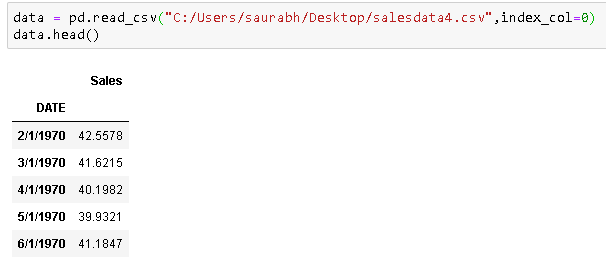 data = pd.read_csv("C:/Users/saurabh/Desktop/salesdata4.csv",index_col=0)
data.head()
Sales
DATE
2/1/1970 42.5578
3/1/1970 41.6215
4/1/1970 40.1982
5/1/1970 39.9321
6/1/1970 41.1847